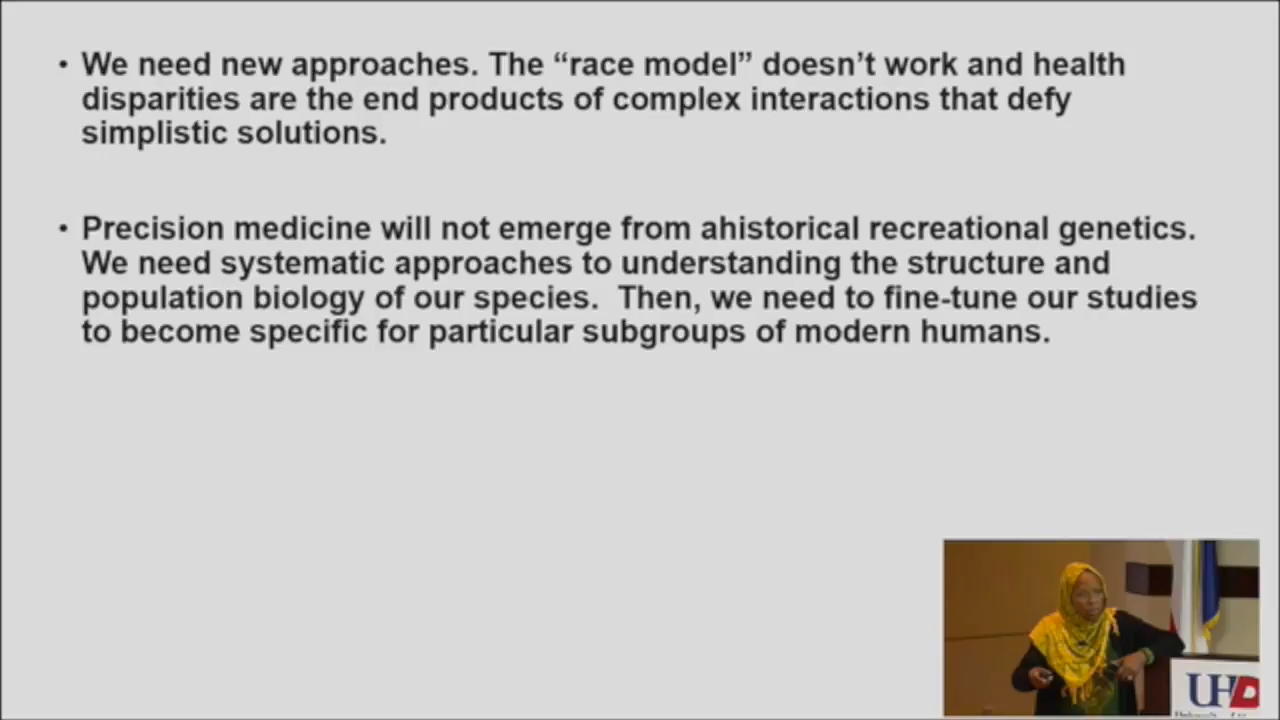 • We need new approaches. The “race model” doesn’t work and health
disparities are the end products of complex interactions that defy
simplistic solutions.
• Precision medicine will not emerge from ahistorical recreational genetics.
We need systematic approaches to understanding the structure and
population biology of our species. Then, we need to fine-tune our studies
to become specific for particular subgroups of modern humans.
UHD